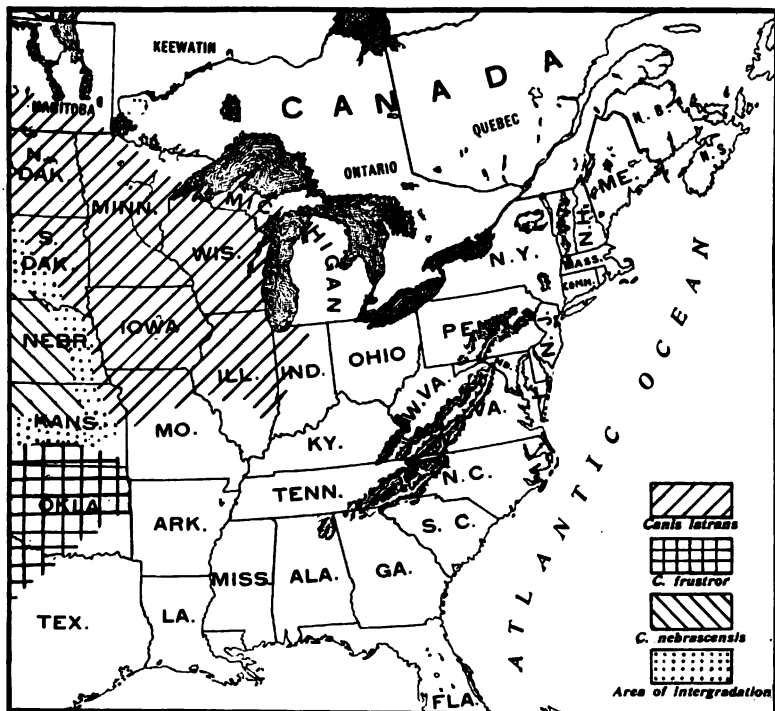 KEEWATIN
CANADA
MANITOBA
QUEBEC
ONTARIO
N. B.
N. S.
N. DAK.
MINN.
MICHIGAN
ME.
N.H.
S. DAK.
WIS.
N.Y.
MASS.
CONN.
NEBR.
IOWA
ILL.
IND.
OHIO
N.J.
W.VA.
VA.
KANS.
MO.
KY.
OKLA
TENN.
N.C.
ARK.
S. C.
MISS.
ALA.
GA.
TEX.
LA.
FLA.
ATLANTIC OCEAN
Canis latrans
C. frustror
C. nebrascensis
Area of intergradation